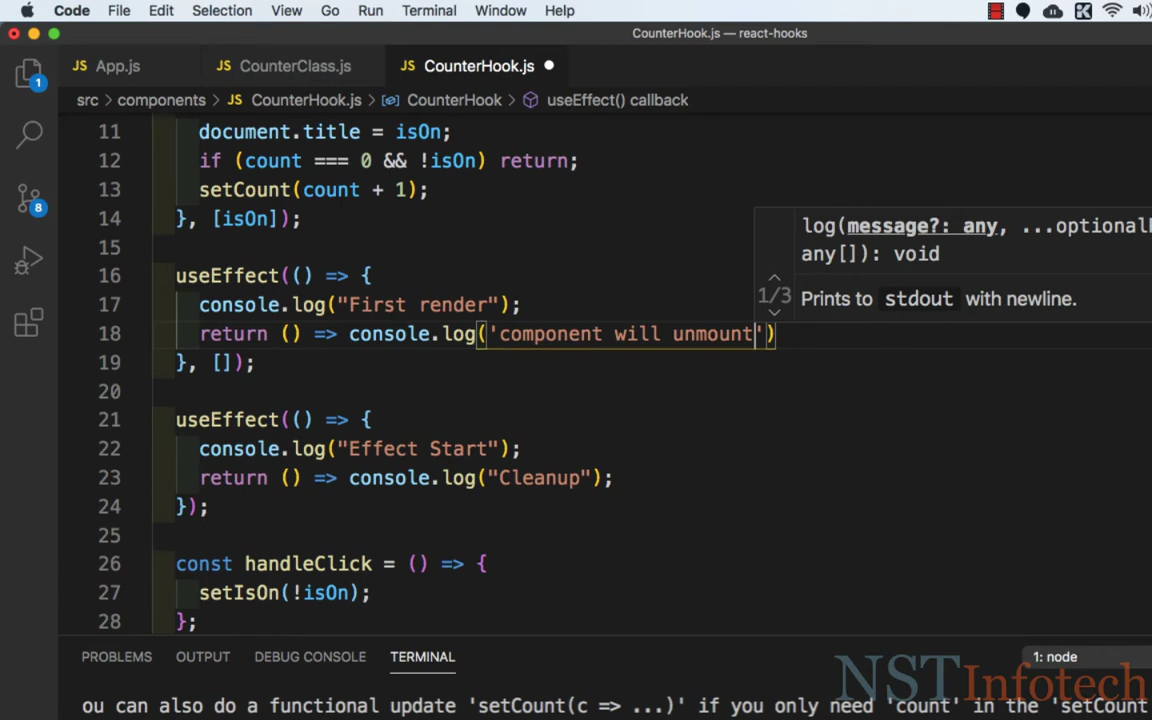 Code File Edit Selection View Go Run Terminal Window Help
CounterHook.js — react-hooks
JS App.js JS CounterClass.js JS CounterHook.js
src > components > JS CounterHook.js > CounterHook > useEffect() callback
11 document.title = isOn;
12 if (count === 0 && !isOn) return;
13 setCount(count + 1);
14 }, [isOn]);
15
16 useEffect(() => {
17 console.log("First render");
18 return () => console.log('component will unmount')
19 }, []);
20
21 useEffect(() => {
22 console.log("Effect Start");
23 return () => console.log("Cleanup");
24 });
25
26 const handleClick = () => {
27 setIsOn(!isOn);
28 };
log(message?: any, ...optional
any[]): void
1/3 Prints to stdout with newline.
1
8
PROBLEMS OUTPUT DEBUG CONSOLE TERMINAL 1: node
ou can also do a functional update 'setCount(c => ...)' if you only need 'count' in the 'setCount
NSTInfotech